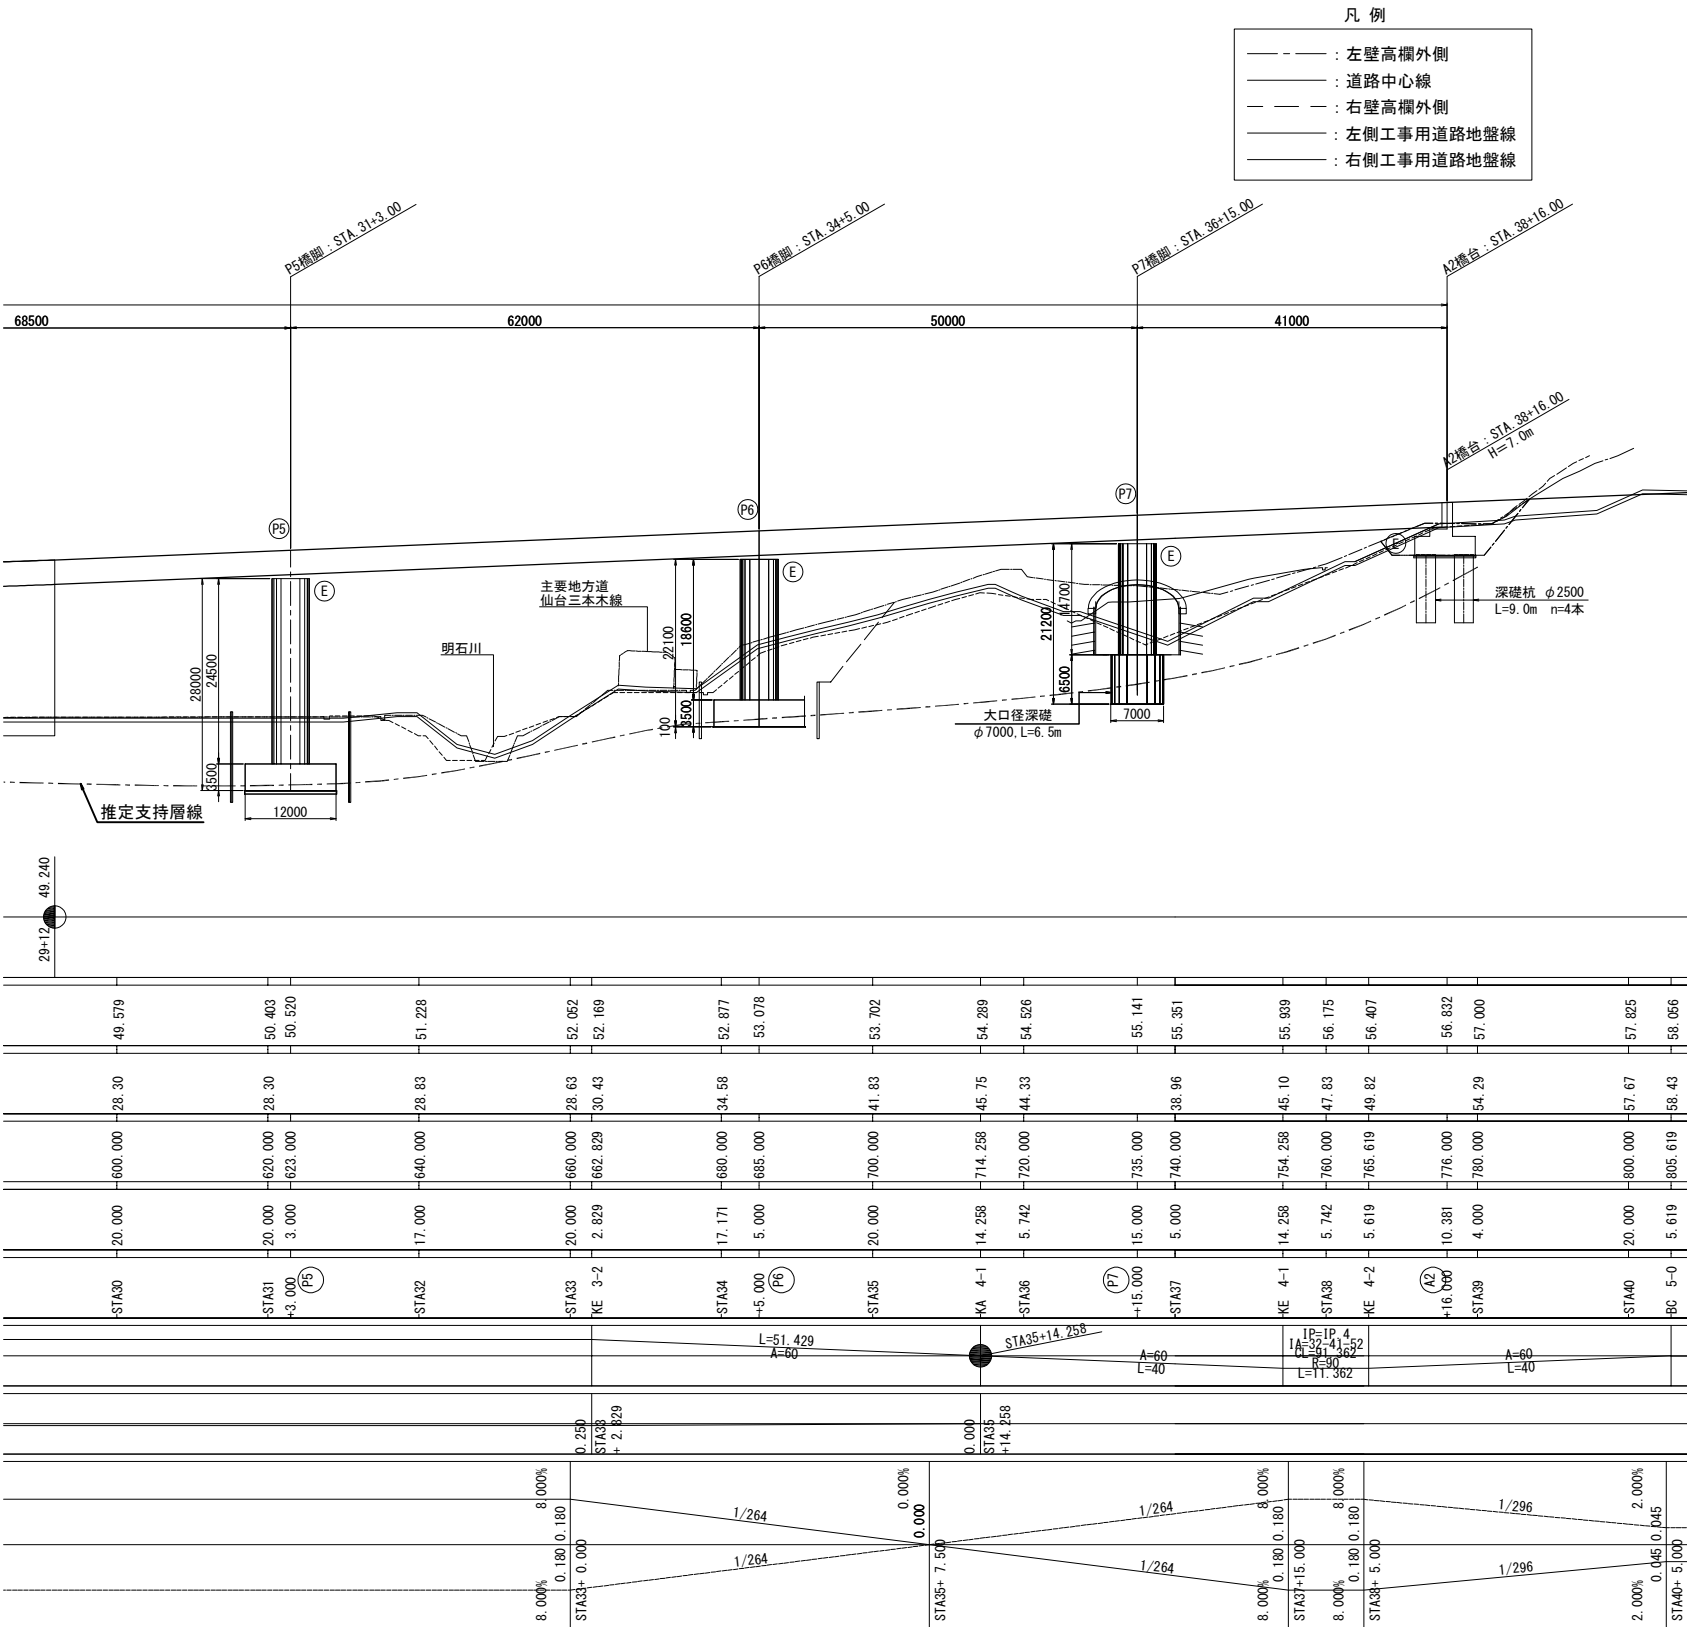 凡 例
: 左壁高欄外側
: 道路中心線
: 右壁高欄外側
: 左側工事用道路地盤線
: 右側工事用道路地盤線
P5橋脚 : STA.31+3.00
P6橋脚 : STA.34+5.00
P7橋脚 : STA.36+15.00
A2橋台 : STA.38+16.00
68500
62000
50000
41000
A2橋台 : STA.38+16.00
H=7.0m
P5
P6
P7
E
E
E
E
主要地方道
仙台三本木線
明石川
28000
24500
3500
12000
22100
18600
3500
100
21200
14700
6500
7000
大口径深礎
φ7000, L=6.5m
深礎杭 φ2500
L=9.0m n=4本
推定支持層線
29+12
49.240
49.579
50.403
50.520
51.228
52.052
52.169
52.877
53.078
53.702
54.289
54.526
55.141
55.351
55.939
56.175
56.407
56.832
57.000
57.825
58.056
28.30
28.30
28.83
28.63
30.43
34.58
41.83
45.75
44.33
38.96
45.10
47.83
49.82
54.29
57.67
58.43
600.000
620.000
623.000
640.000
660.000
662.829
680.000
685.000
700.000
714.258
720.000
735.000
740.000
754.258
760.000
765.619
776.000
780.000
800.000
805.619
20.000
20.000
3.000
17.000
20.000
2.829
17.171
5.000
20.000
14.258
5.742
15.000
5.000
14.258
5.742
5.619
10.381
4.000
20.000
5.619
STA30
STA31
+3.000
P5
STA32
STA33
KE 3-2
STA34
+5.000
P6
STA35
KA 4-1
STA36
P7
+15.000
STA37
KE 4-1
STA38
KE 4-2
A2
+16.000
STA39
STA40
BC 5-0
L=51.429
A=60
STA35+14.258
A=60
L=40
IP=IP.4
IA=32-41-52
CL=91.362
R=90
L=11.362
A=60
L=40
0.250
STA33
+ 2.829
0.000
STA35
+14.258
8.000%
0.180
0.180
8.000%
STA33+ 0.000
1/264
1/264
0.000%
0.000
STA35+ 7.500
1/264
1/264
8.000%
0.180
0.180
8.000%
STA37+15.000
8.000%
0.180
0.180
8.000%
STA38+ 5.000
1/296
1/296
2.000%
0.045
0.045
2.000%
STA40+ 5.000